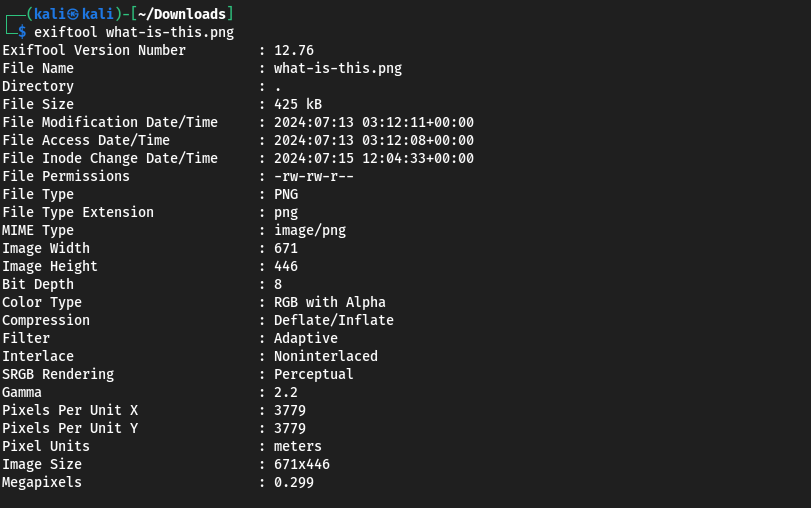 ┌──(kali㉿kali)-[~/Downloads]
└─$ exiftool what-is-this.png
ExifTool Version Number         : 12.76
File Name                       : what-is-this.png
Directory                       : .
File Size                       : 425 kB
File Modification Date/Time     : 2024:07:13 03:12:11+00:00
File Access Date/Time           : 2024:07:13 03:12:08+00:00
File Inode Change Date/Time     : 2024:07:15 12:04:33+00:00
File Permissions                : -rw-rw-r--
File Type                       : PNG
File Type Extension             : png
MIME Type                       : image/png
Image Width                     : 671
Image Height                    : 446
Bit Depth                       : 8
Color Type                      : RGB with Alpha
Compression                     : Deflate/Inflate
Filter                          : Adaptive
Interlace                       : Noninterlaced
SRGB Rendering                  : Perceptual
Gamma                           : 2.2
Pixels Per Unit X               : 3779
Pixels Per Unit Y               : 3779
Pixel Units                     : meters
Image Size                      : 671x446
Megapixels                      : 0.299